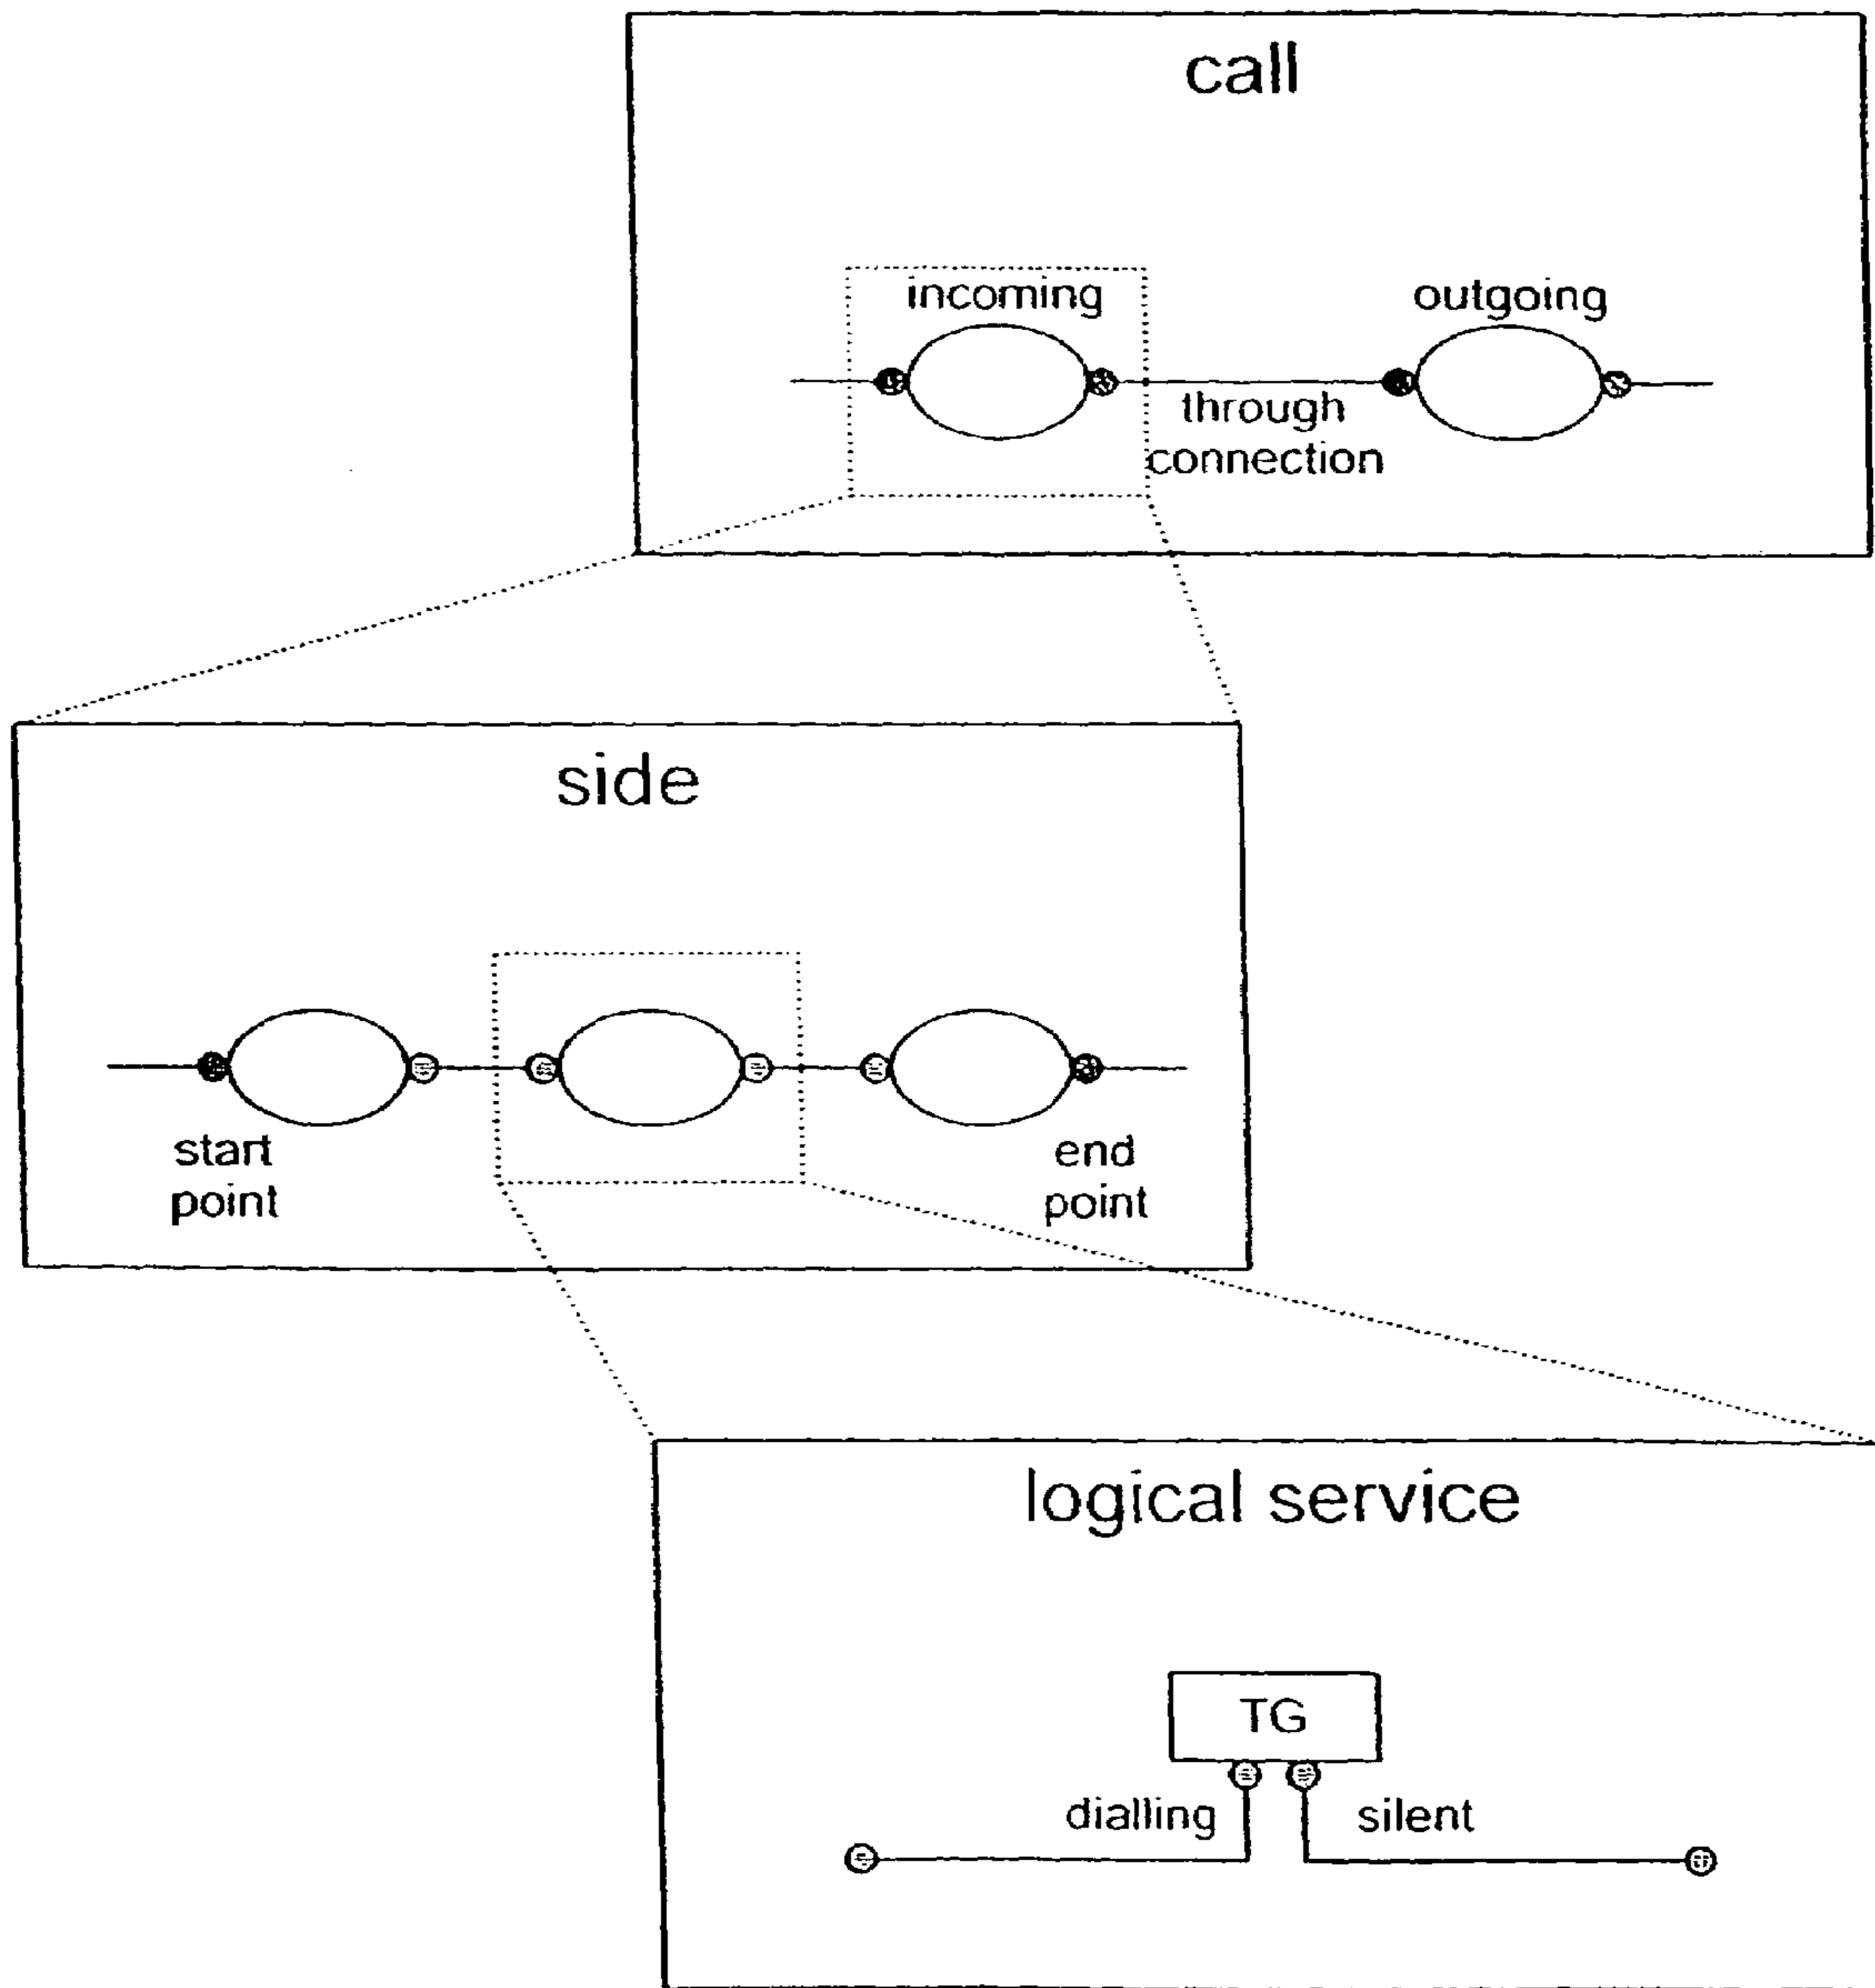 call
incoming
outgoing
through
connection
side
start
point
end
point
logical service
TG
dialling
silent